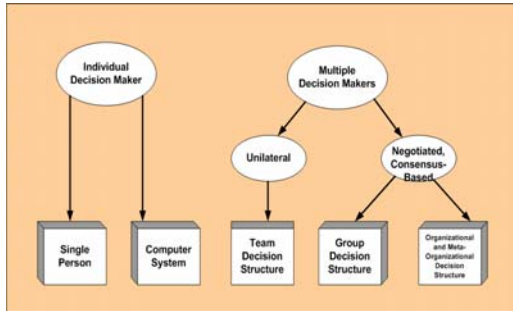 Individual
Decision Maker
Multiple
Decision Makers
Unilateral
Negotiated,
Consensus-
Based
Single
Person
Computer
System
Team
Decision
Structure
Group
Decision
Structure
Organizational
and Meta-
Organizational
Decision
Structure